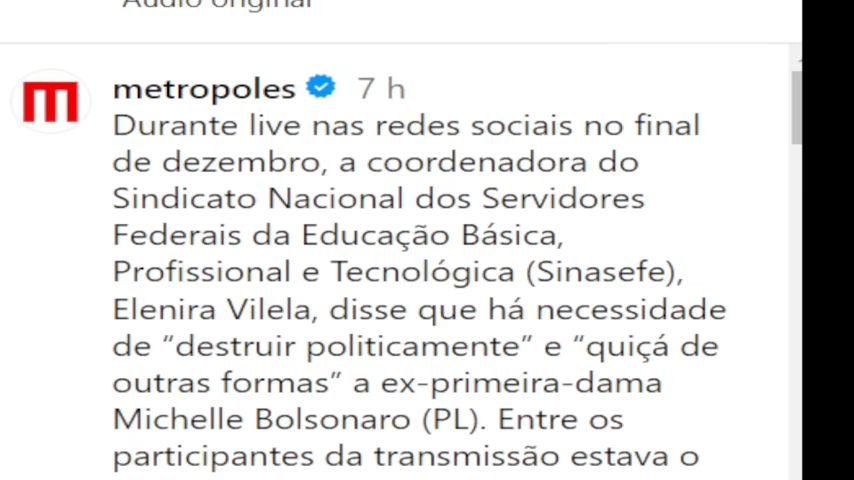 Áudio original
metropoles 7 h
Durante live nas redes sociais no final
de dezembro, a coordenadora do
Sindicato Nacional dos Servidores
Federais da Educação Básica,
Profissional e Tecnológica (Sinasefe),
Elenira Vilela, disse que há necessidade
de “destruir politicamente” e “quiçá de
outras formas” a ex-primeira-dama
Michelle Bolsonaro (PL). Entre os
participantes da transmissão estava o